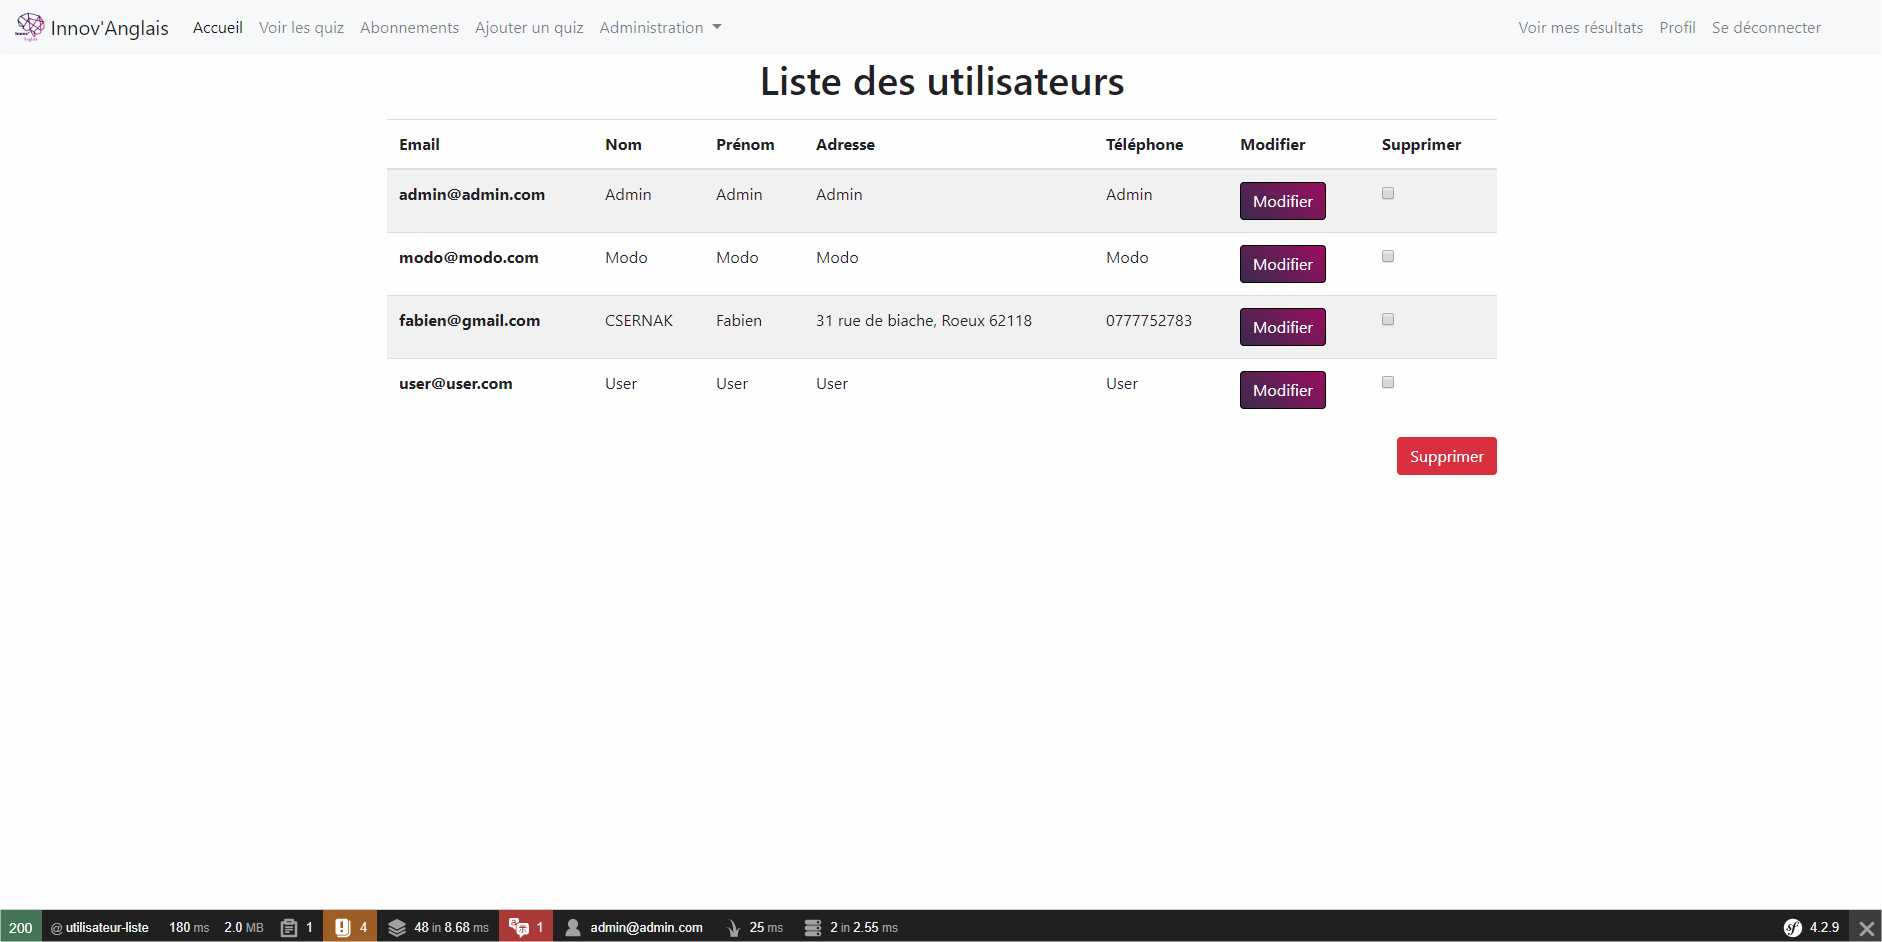 Innov'Anglais Accueil Voir les quiz Abonnements Ajouter un quiz Administration Voir mes résultats Profil Se déconnecter
Liste des utilisateurs
Email Nom Prénom Adresse Téléphone Modifier Supprimer
admin@admin.com Admin Admin Admin Admin Modifier
modo@modo.com Modo Modo Modo Modo Modifier
fabien@gmail.com CSERNAK Fabien 31 rue de biache, Roeux 62118 0777752783 Modifier
user@user.com User User User User Modifier
Supprimer
200 @ utilisateur-liste 180 ms 2.0 MB 1 4 48 in 8.68 ms 1 admin@admin.com 25 ms 2 in 2.55 ms sf 4.2.9